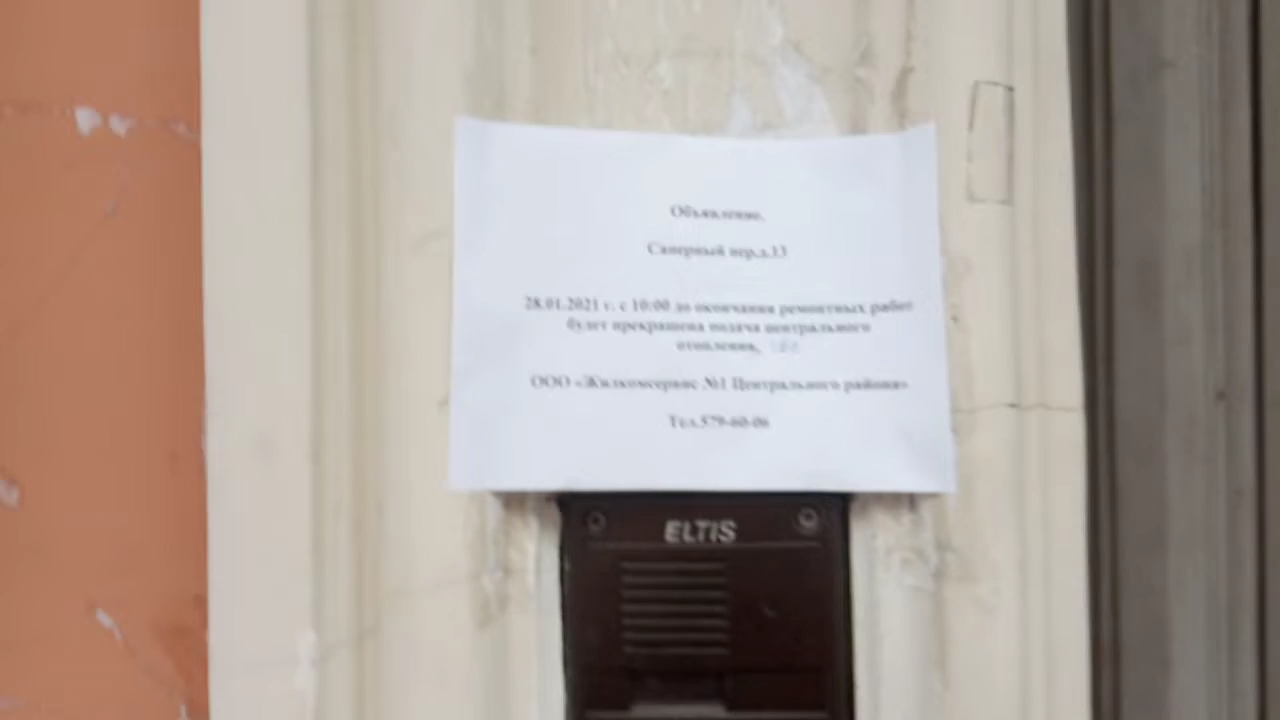 Объявление.
Саперный пер.д.13
28.01.2021 г. с 10:00 до окончания ремонтных работ
будет прекращена подача центрального
отопления,
ООО «Жилкомсервис №1 Центрального района»
Тел.579-60-06
ELTIS